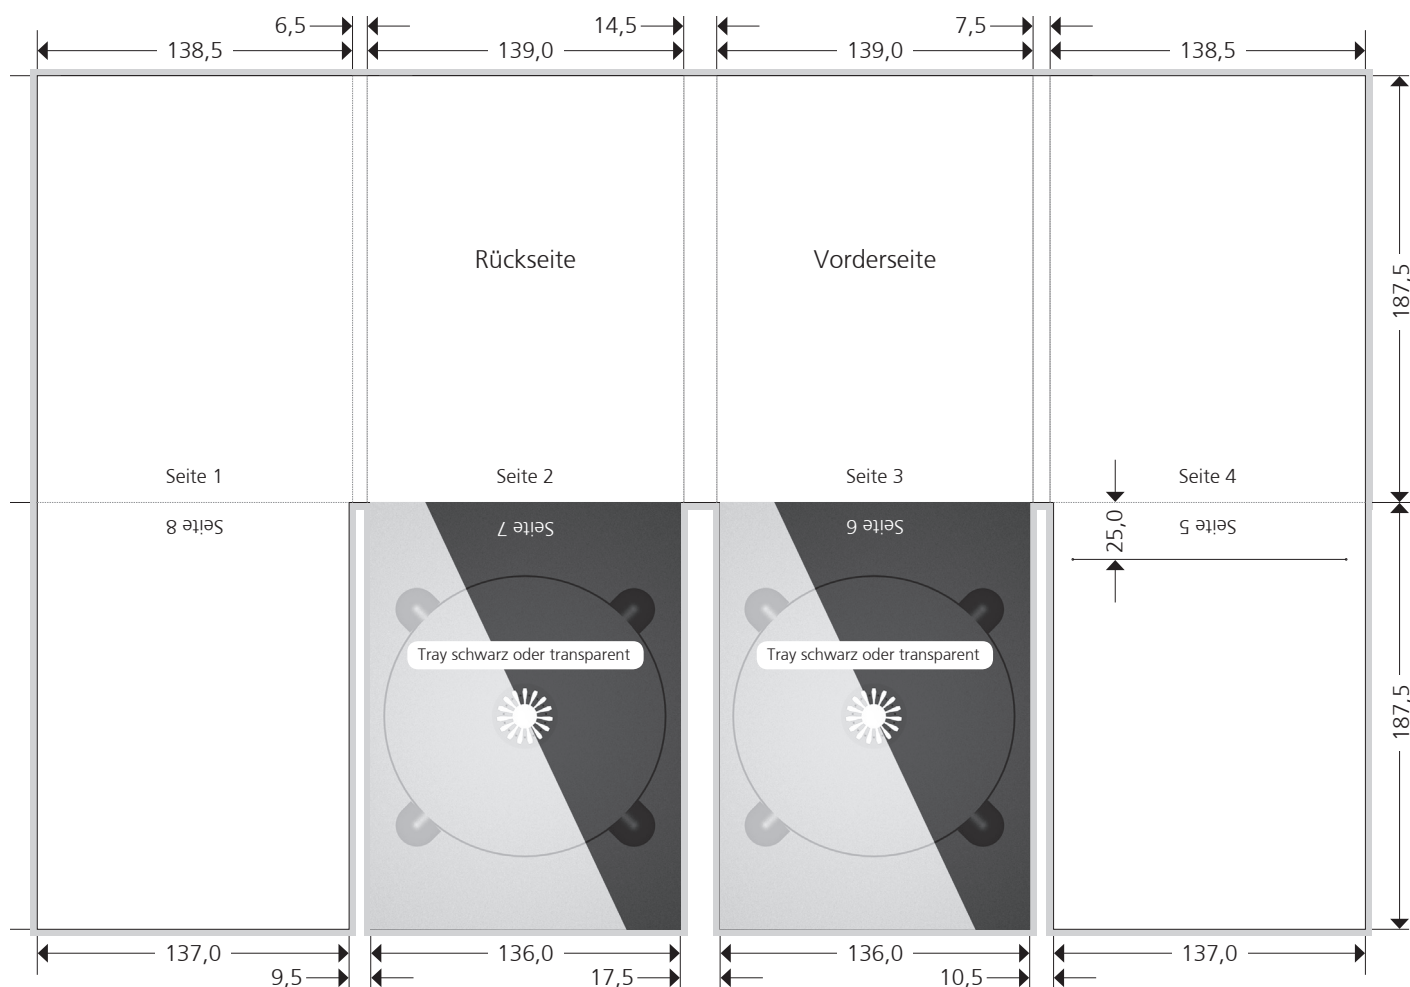 6,5 14,5 7,5
138,5 139,0 139,0 138,5
187,5
Rückseite Vorderseite
Seite 1 Seite 2 Seite 3 Seite 4
Seite 8 Seite 7 Seite 6 Seite 5
25,0
Tray schwarz oder transparent Tray schwarz oder transparent
187,5
137,0 136,0 136,0 137,0
9,5 17,5 10,5